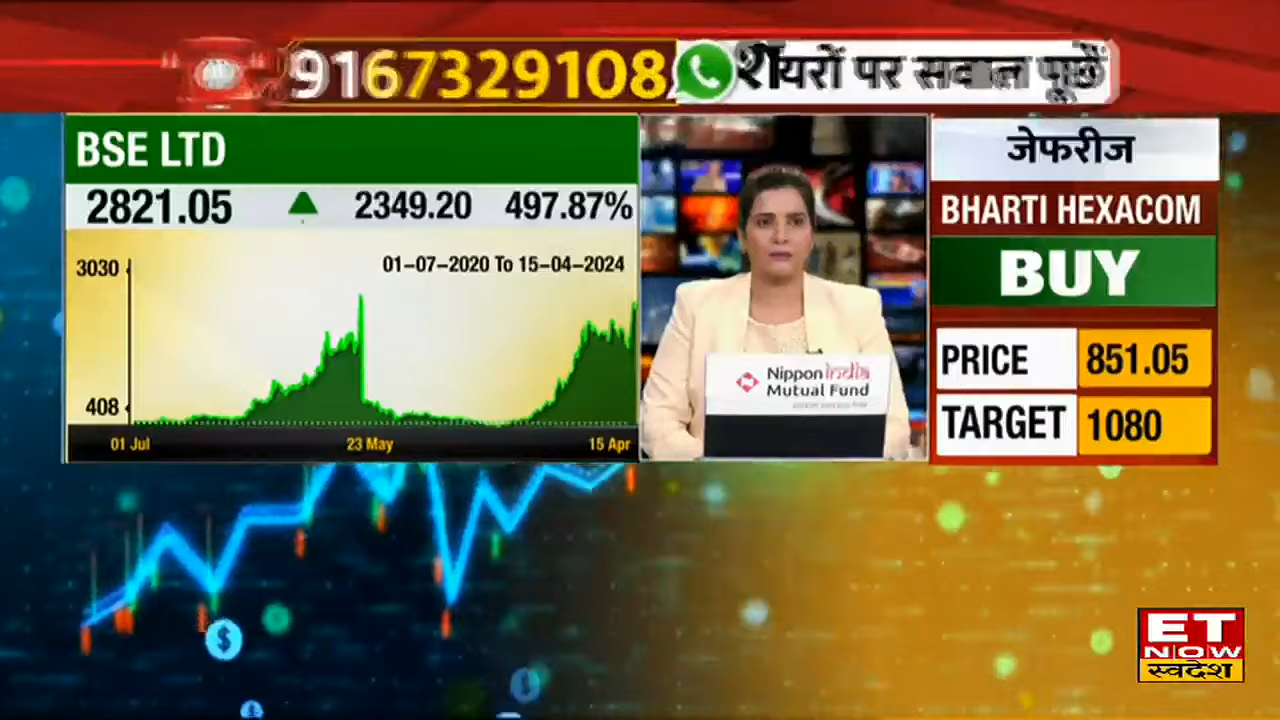 9167329108
शेयरों पर सवाल पूछें
BSE LTD
2821.05 ▲ 2349.20 497.87%
01-07-2020 To 15-04-2024
3030
408
01 Jul 23 May 15 Apr
Nippon india
Mutual Fund
जेफरीज
BHARTI HEXACOM
BUY
PRICE 851.05
TARGET 1080
ET
NOW
स्वदेश